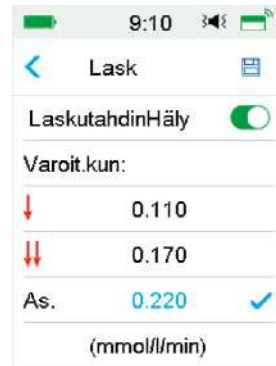 9:10
Lask
LaskutahdinHäly
Varoit.kun:
0.110
0.170
As. 0.220
(mmol/l/min)